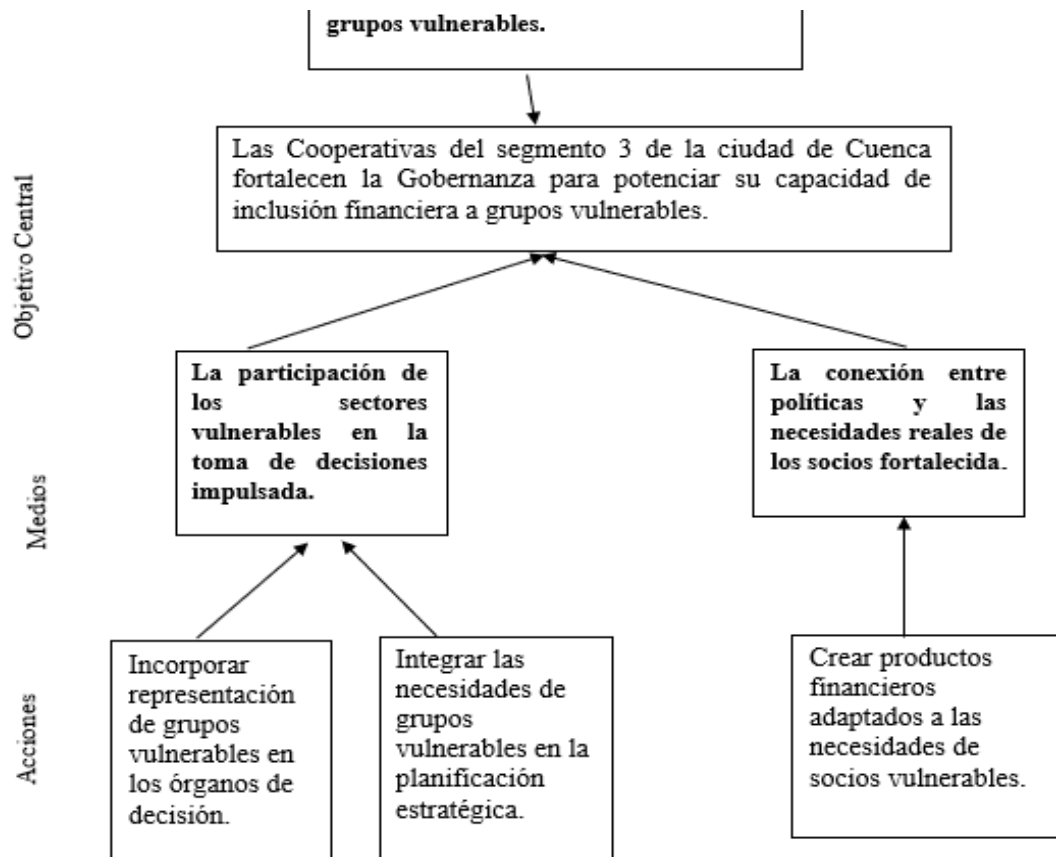 grupos vulnerables.
Las Cooperativas del segmento 3 de la ciudad de Cuenca
fortalecen la Gobernanza para potenciar su capacidad de
inclusión financiera a grupos vulnerables.
Objetivo Central
La participación de
los sectores
vulnerables en la
toma de decisiones
impulsada.
La conexión entre
políticas y las
necesidades reales de
los socios fortalecida.
Medios
Incorporar
representación
de grupos
vulnerables en
los órganos de
decisión.
Integrar las
necesidades de
grupos
vulnerables en la
planificación
estratégica.
Crear productos
financieros
adaptados a las
necesidades de
socios vulnerables.
Acciones